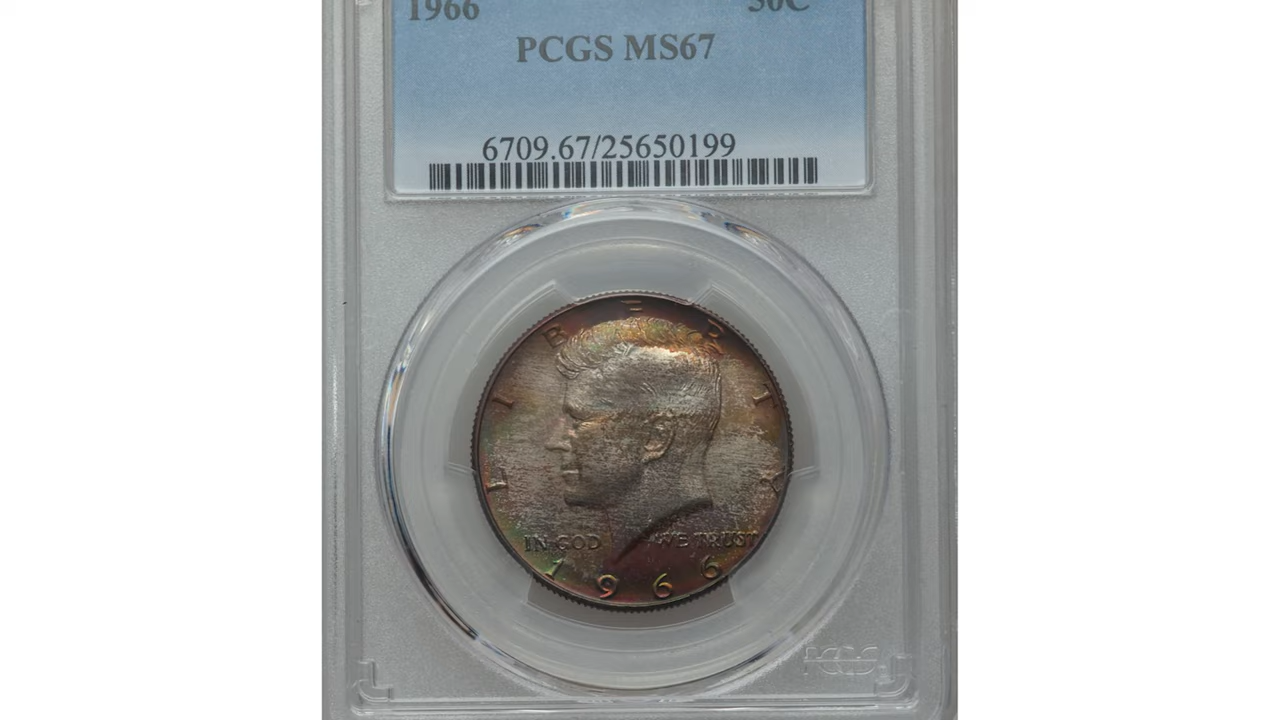 1966 50C
PCGS MS67
6709.67/25650199
LIBERTY
IN GOD WE TRUST
1966
PCGS